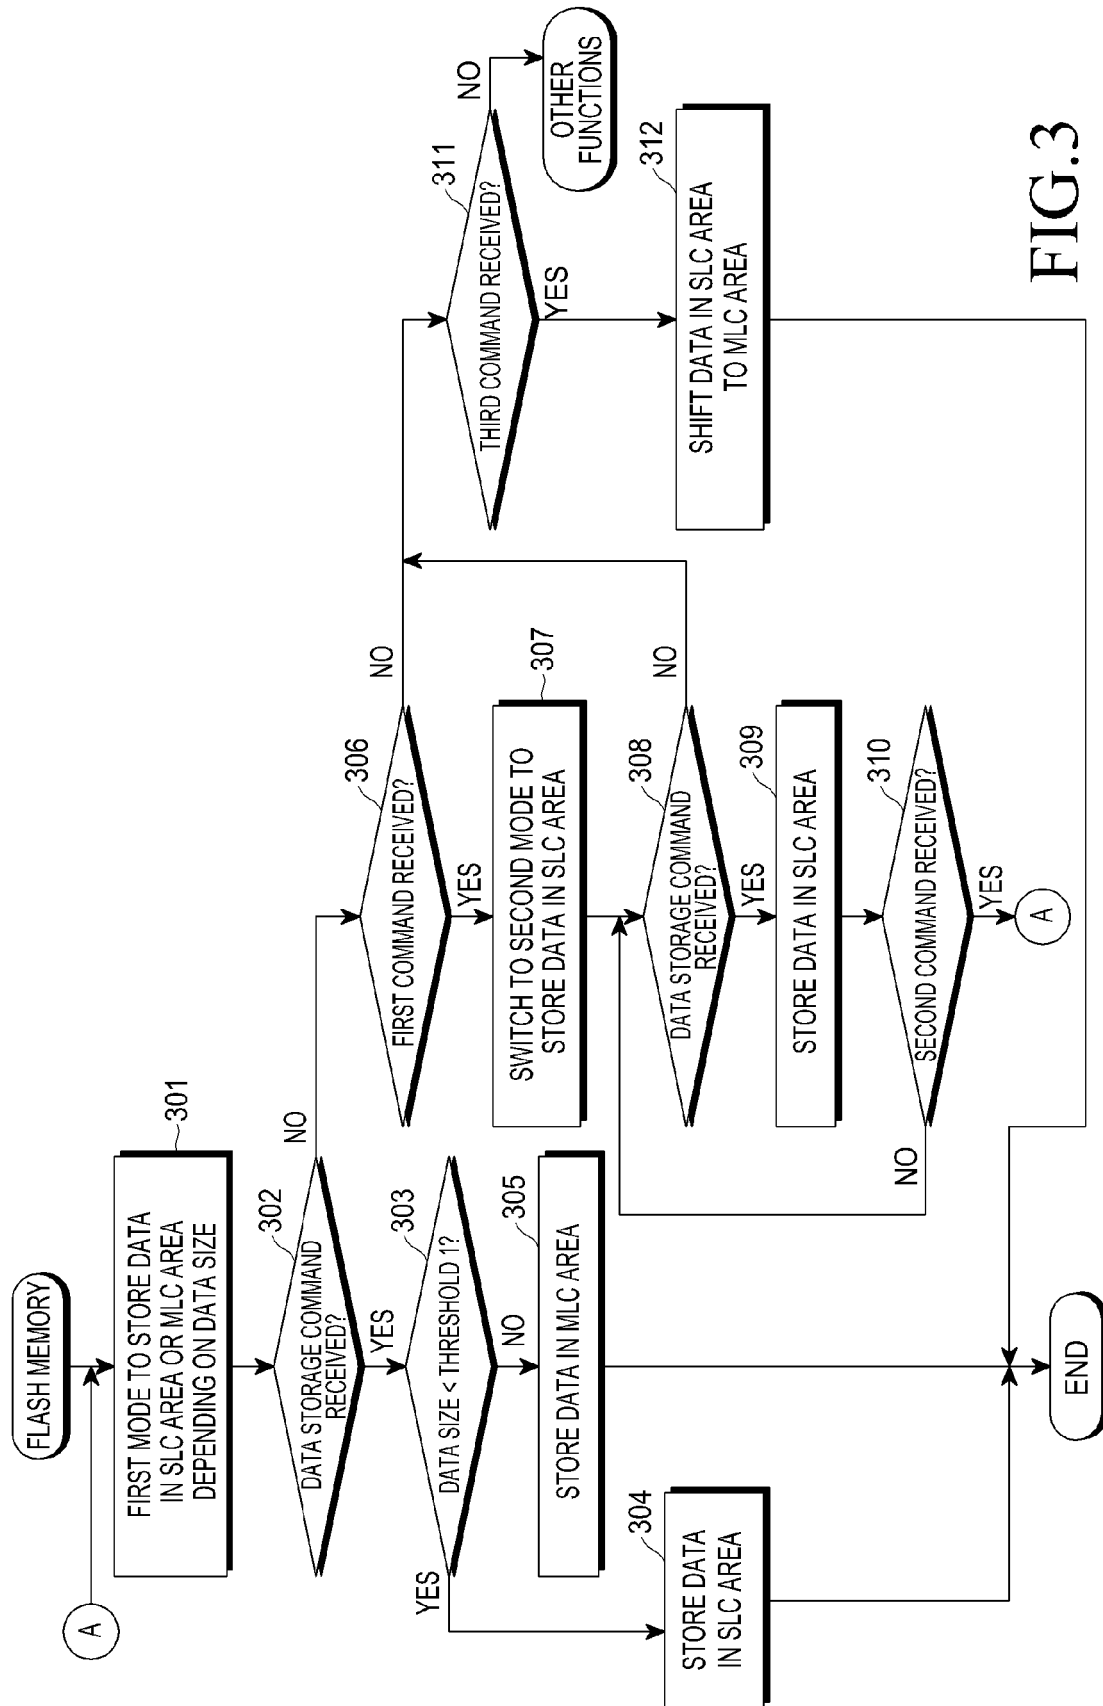 FLASH MEMORY
A
FIRST MODE TO STORE DATA
IN SLC AREA OR MLC AREA
DEPENDING ON DATA SIZE
301
DATA STORAGE COMMAND
RECEIVED?
302
NO
YES
DATA SIZE < THRESHOLD 1?
303
YES
NO
STORE DATA
IN SLC AREA
304
STORE DATA IN MLC AREA
305
FIRST COMMAND RECEIVED?
306
NO
YES
SWITCH TO SECOND MODE TO
STORE DATA IN SLC AREA
307
DATA STORAGE COMMAND
RECEIVED?
308
NO
YES
STORE DATA IN SLC AREA
309
SECOND COMMAND RECEIVED?
310
NO
YES
A
THIRD COMMAND RECEIVED?
311
NO
YES
OTHER
FUNCTIONS
SHIFT DATA IN SLC AREA
TO MLC AREA
312
END
FIG.3